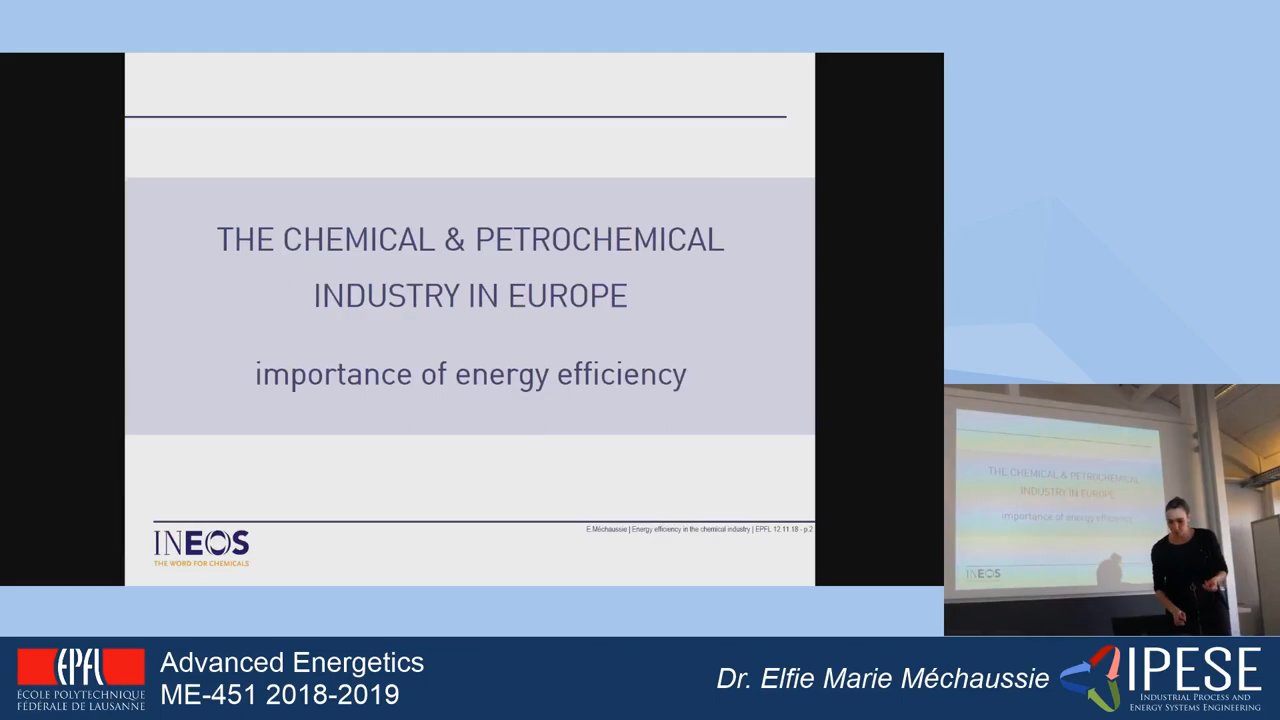 THE CHEMICAL & PETROCHEMICAL
INDUSTRY IN EUROPE
importance of energy efficiency
E.Méchaussie | Energy efficiency in the chemical industry | EPFL 12.11.18 - p.2
INEOS
THE WORD FOR CHEMICALS
THE CHEMICAL & PETROCHEMICAL
INDUSTRY IN EUROPE
importance of energy efficiency
INEOS
EPFL
ÉCOLE POLYTECHNIQUE
FÉDÉRALE DE LAUSANNE
Advanced Energetics
ME-451 2018-2019
Dr. Elfie Marie Méchaussie
IPESE
Industrial Process and
Energy Systems Engineering